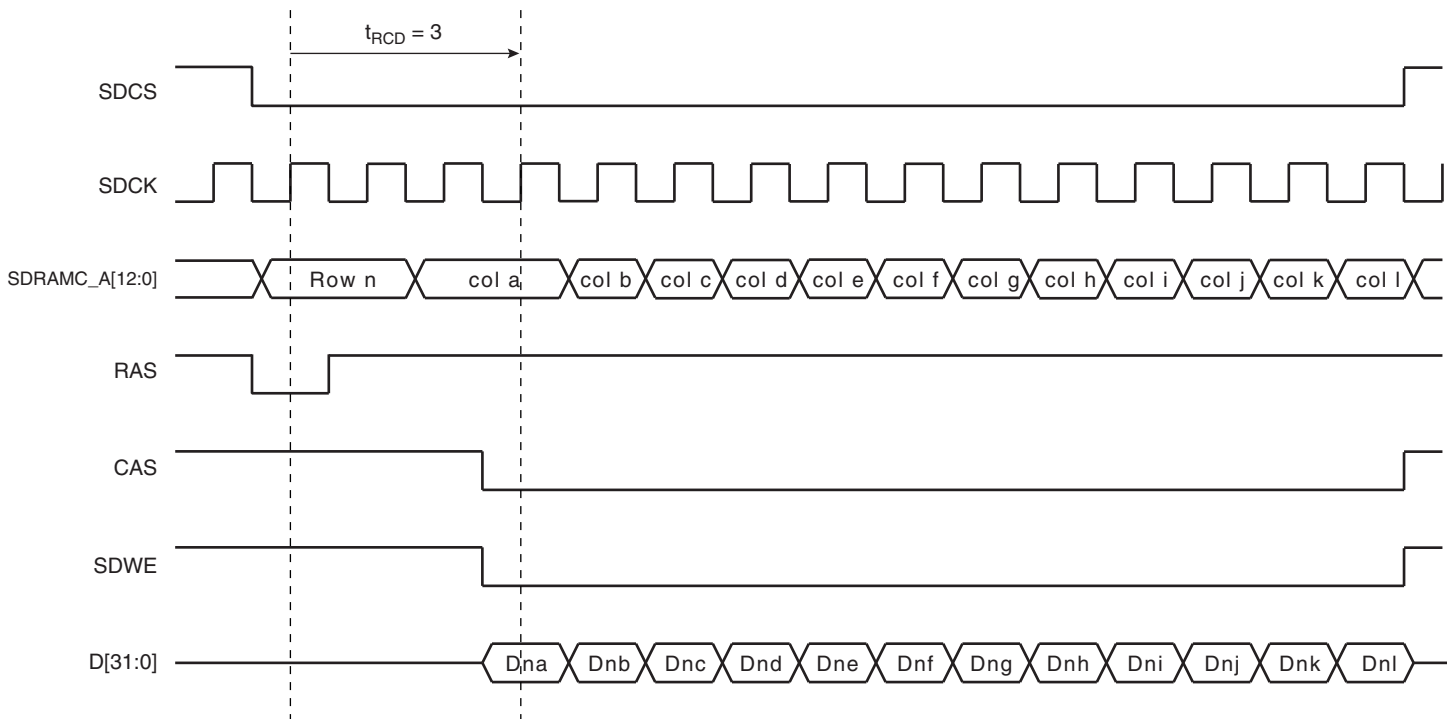 t_RCD = 3
SDCS
SDCK
SDRAMC_A[12:0] Row n col a col b col c col d col e col f col g col h col i col j col k col l
RAS
CAS
SDWE
D[31:0] Dna Dnb Dnc Dnd Dne Dnf Dng Dnh Dni Dnj Dnk Dnl